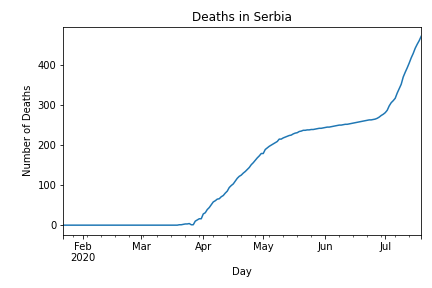 Deaths in Serbia
Number of Deaths
400
300
200
100
0
Feb
2020
Mar
Apr
May
Jun
Jul
Day